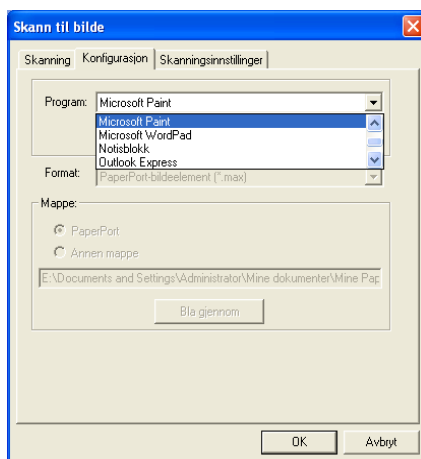 Skann til bilde
Skanning Konfigurasjon Skanningsinnstillinger
Program: Microsoft Paint
Microsoft Paint
Microsoft WordPad
Notisblokk
Outlook Express
Format: PaperPort-bildeelement (*.max)
Mappe:
PaperPort
Annen mappe
E:\Documents and Settings\Administrator\Mine dokumenter\Mine Pap
Bla gjennom
OK Avbryt